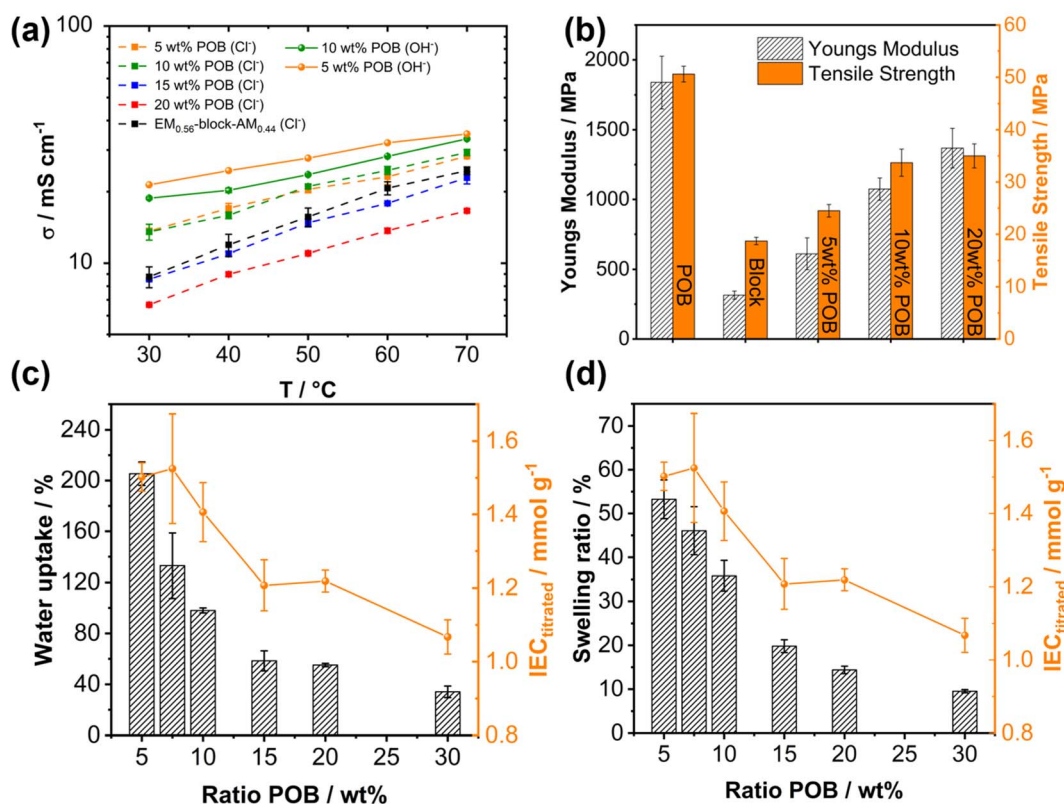 (a)
100
10
σ / mS cm⁻¹
5 wt% POB (Cl⁻)
10 wt% POB (Cl⁻)
15 wt% POB (Cl⁻)
20 wt% POB (Cl⁻)
EM₀.₅₆-block-AM₀.₄₄ (Cl⁻)
10 wt% POB (OH⁻)
5 wt% POB (OH⁻)
30 40 50 60 70
T / °C
(b)
2000
1500
1000
500
0
Youngs Modulus / MPa
Youngs Modulus
Tensile Strength
POB
Block
5wt% POB
10wt% POB
20wt% POB
60
50
40
30
20
10
0
Tensile Strength / MPa
(c)
240
200
160
120
80
40
0
Water uptake / %
1.6
1.4
1.2
1.0
0.8
IEC_titrated / mmol g⁻¹
5 10 15 20 25 30
Ratio POB / wt%
(d)
70
60
50
40
30
20
10
0
Swelling ratio / %
1.6
1.4
1.2
1.0
0.8
IEC_titrated / mmol g⁻¹
5 10 15 20 25 30
Ratio POB / wt%